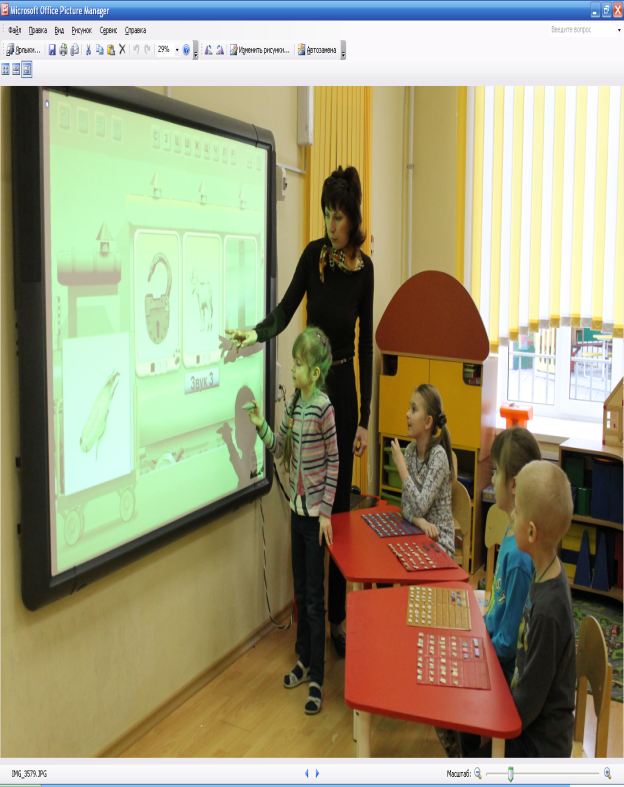 Microsoft Office Picture Manager
Файл Правка Вид Рисунок Сервис Справка
Введите вопрос
Ярлыки... 29% Изменить рисунки... Автозамена
Звук З
IMG_3579.JPG
Масштаб: